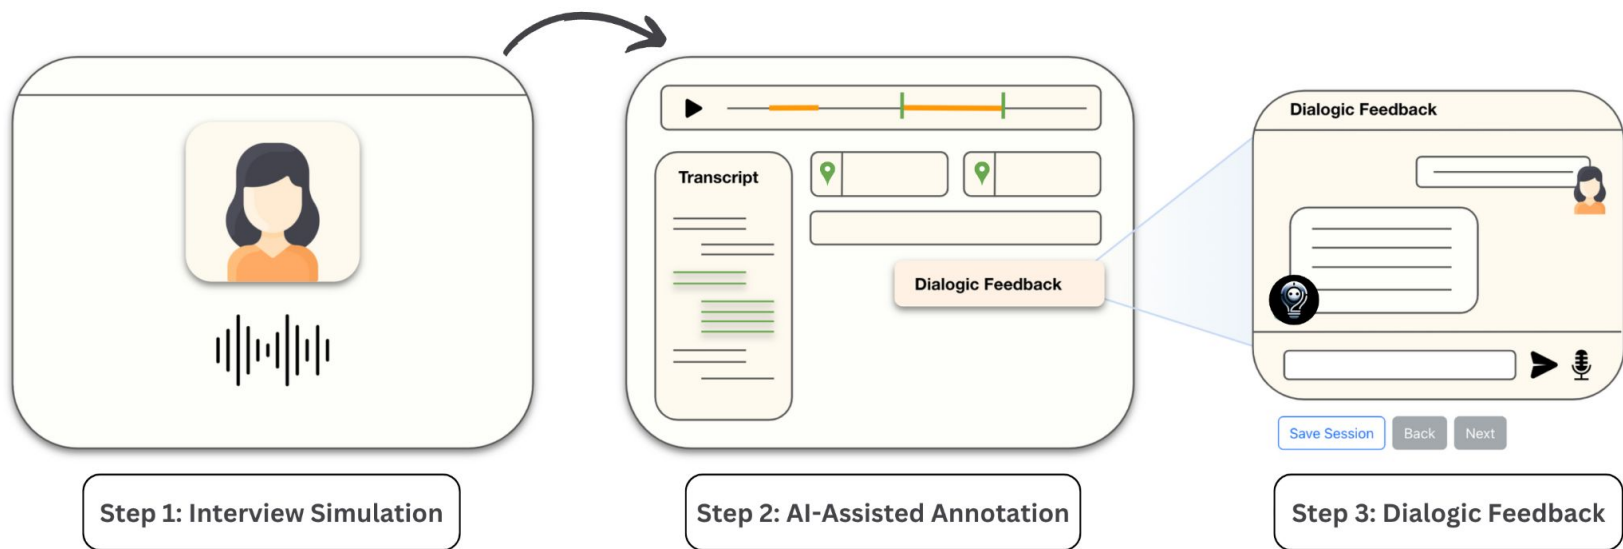 Transcript
Dialogic Feedback
Dialogic Feedback
Save Session
Back
Next
Step 1: Interview Simulation
Step 2: AI-Assisted Annotation
Step 3: Dialogic Feedback